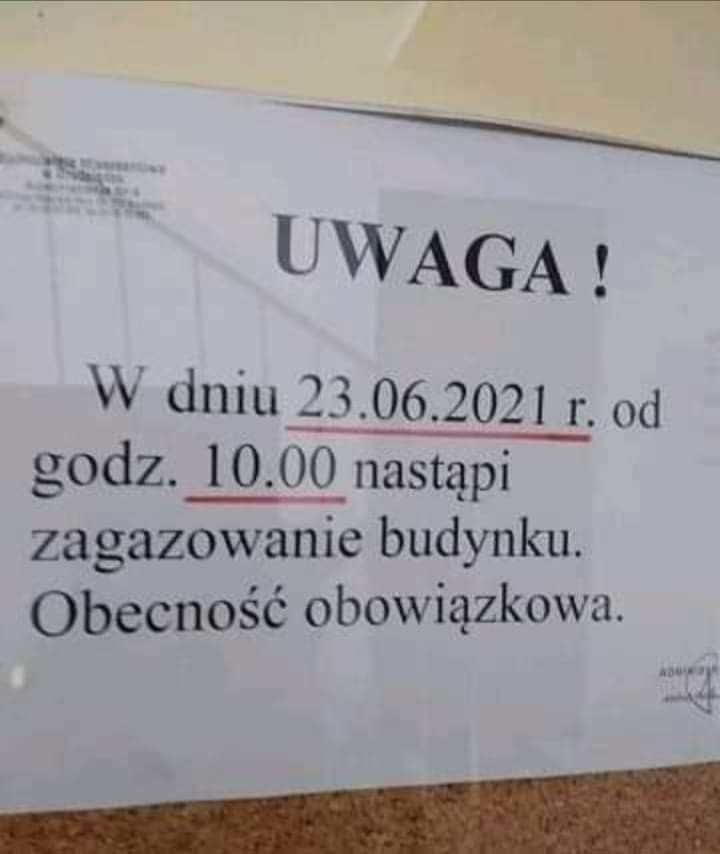 UWAGA !
W dniu 23.06.2021 r. od
godz. 10.00 nastąpi
zagazowanie budynku.
Obecność obowiązkowa.